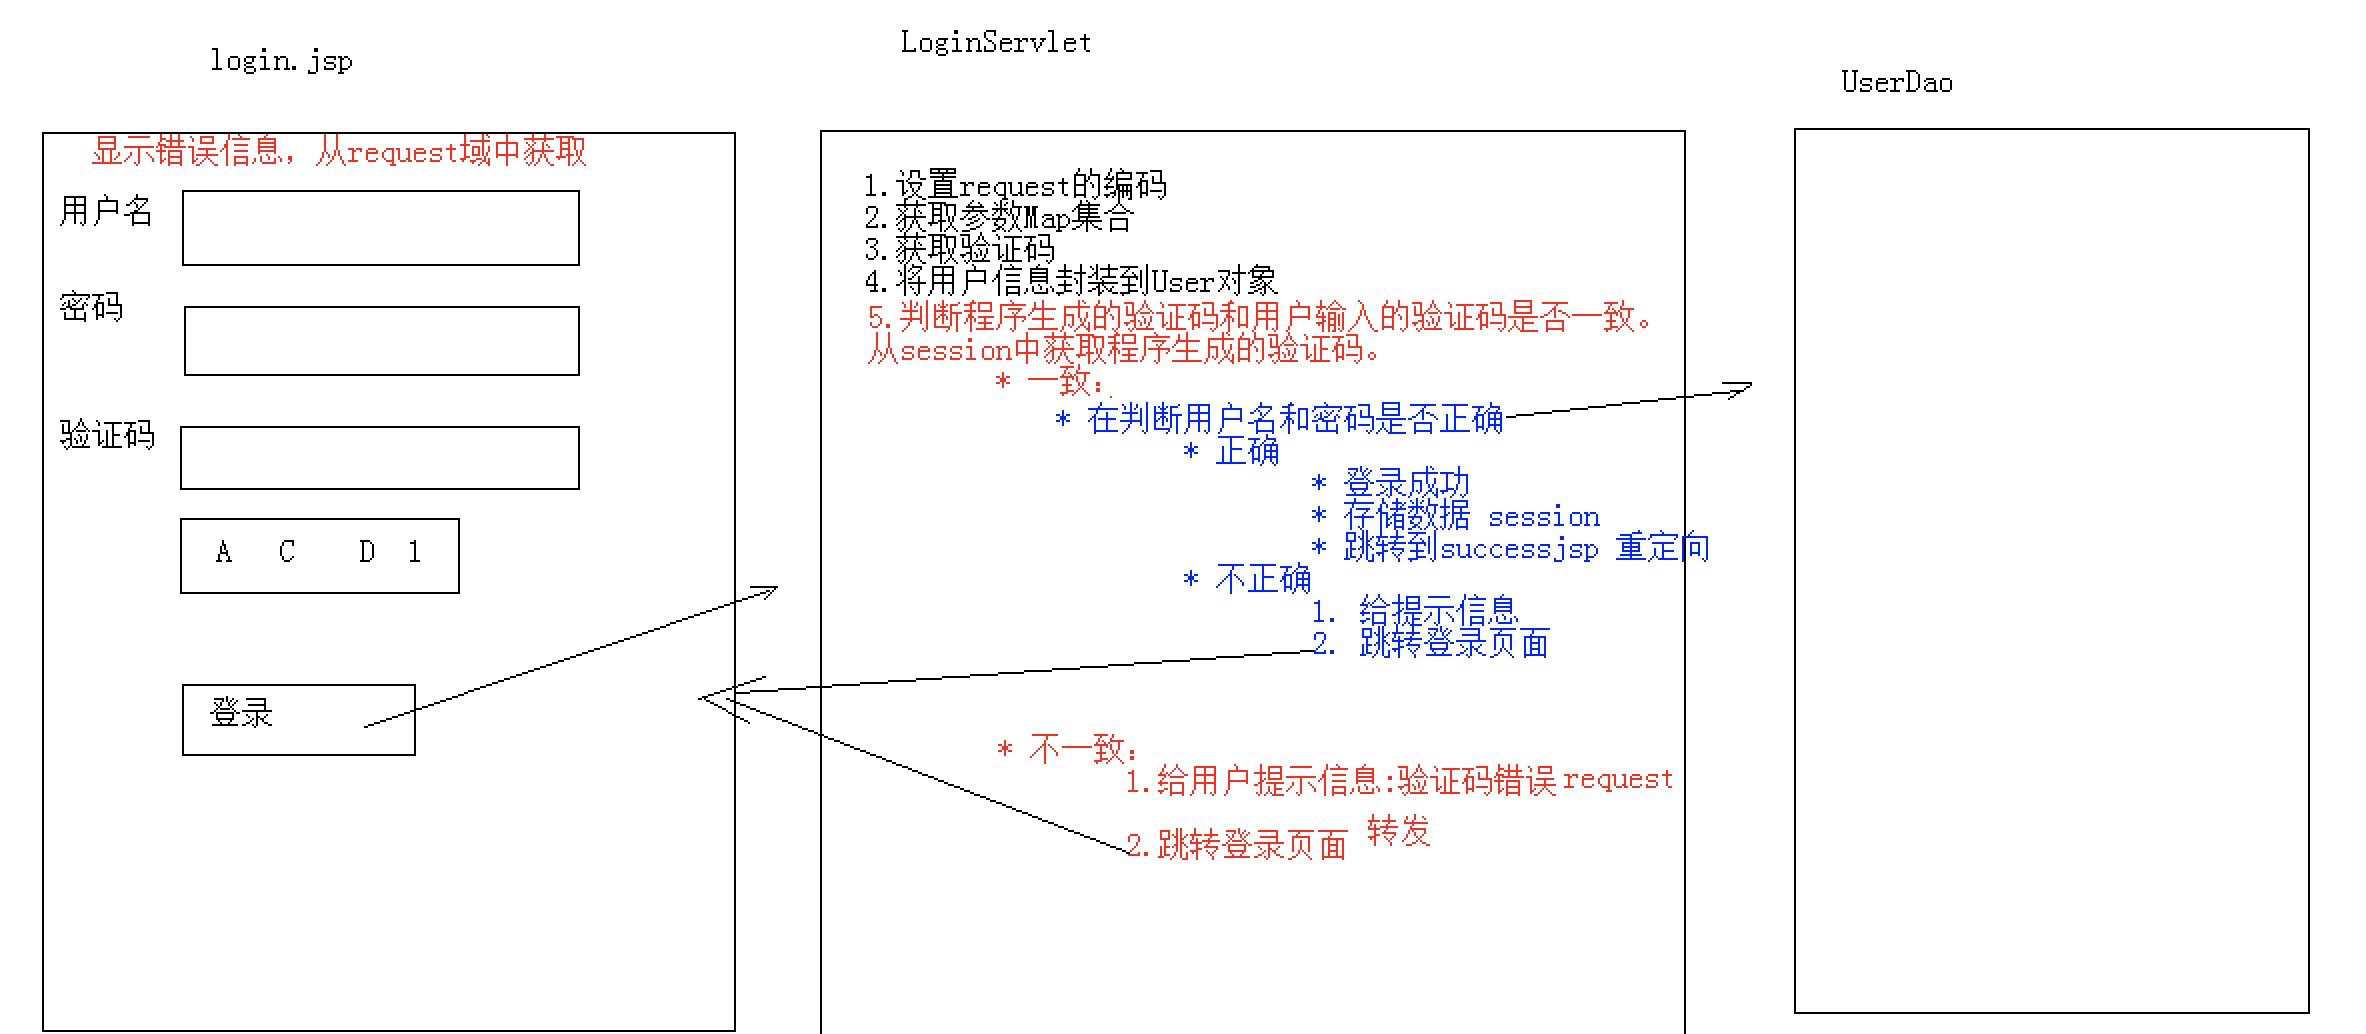 login.jsp
LoginServlet
UserDao
显示错误信息，从request域中获取
用户名
密码
验证码
A C D 1
登录
1.设置request的编码
2.获取参数Map集合
3.获取验证码
4.将用户信息封装到User对象
5.判断程序生成的验证码和用户输入的验证码是否一致。
从session中获取程序生成的验证码。
* 一致：
* 在判断用户名和密码是否正确
* 正确
* 登录成功
* 存储数据 session
* 跳转到successjsp 重定向
* 不正确
1. 给提示信息
2. 跳转登录页面
* 不一致：
1.给用户提示信息:验证码错误 request
2.跳转登录页面 转发